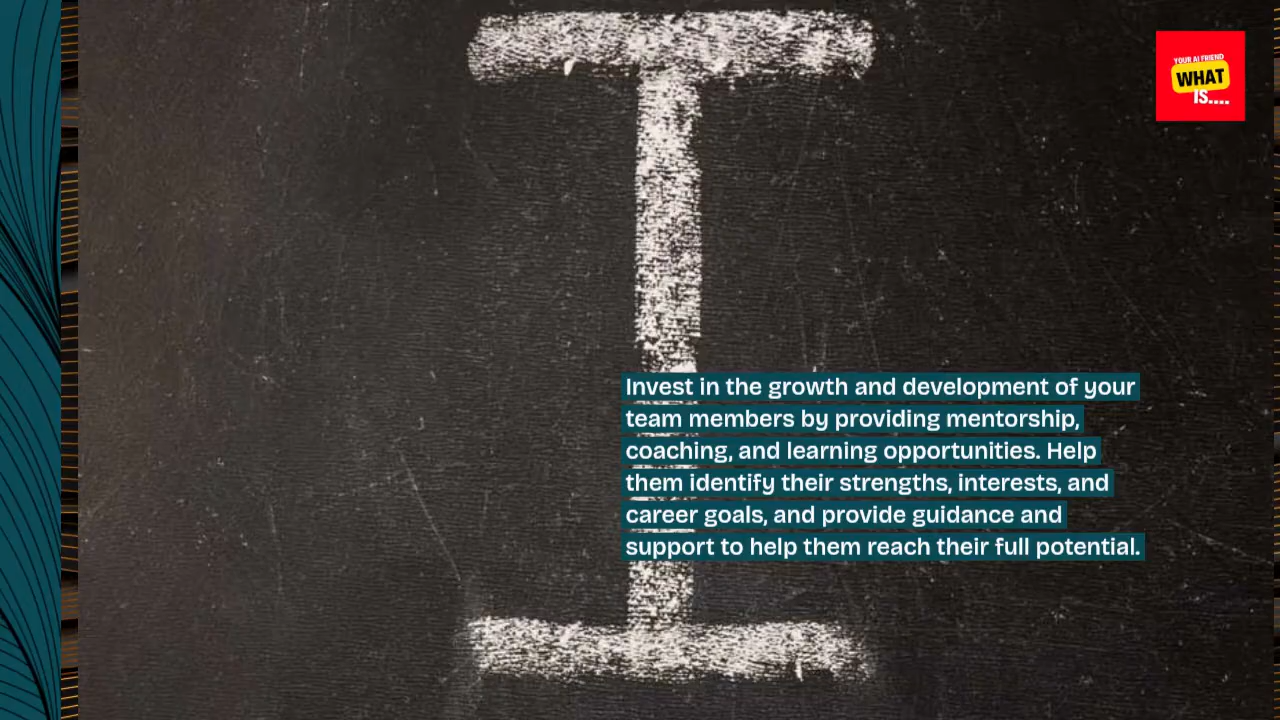 I
YOUR AI FRIEND
WHAT
IS....
Invest in the growth and development of your
team members by providing mentorship,
coaching, and learning opportunities. Help
them identify their strengths, interests, and
career goals, and provide guidance and
support to help them reach their full potential.